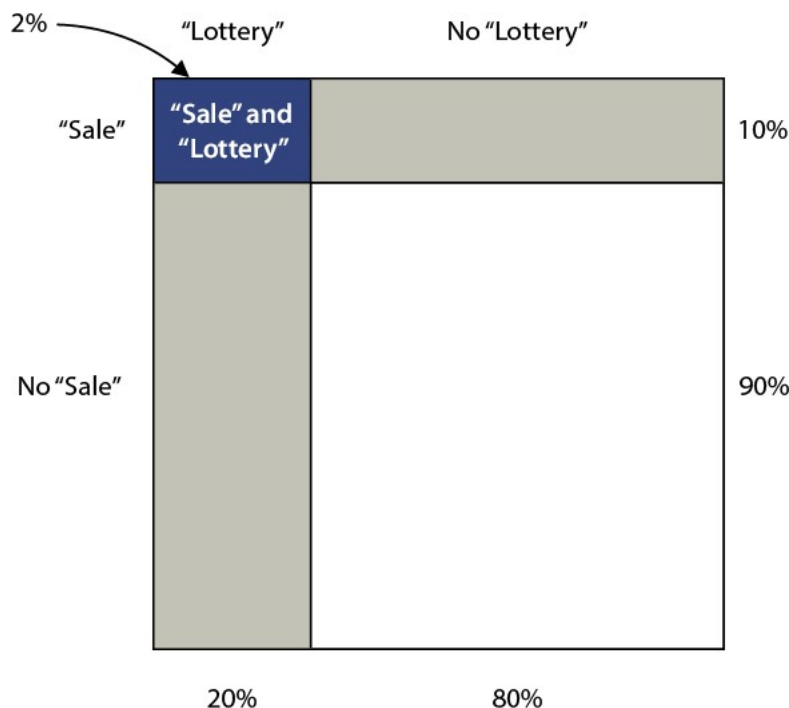 2%
“Lottery”
No “Lottery”
“Sale”
“Sale” and
“Lottery”
10%
No “Sale”
90%
20%
80%